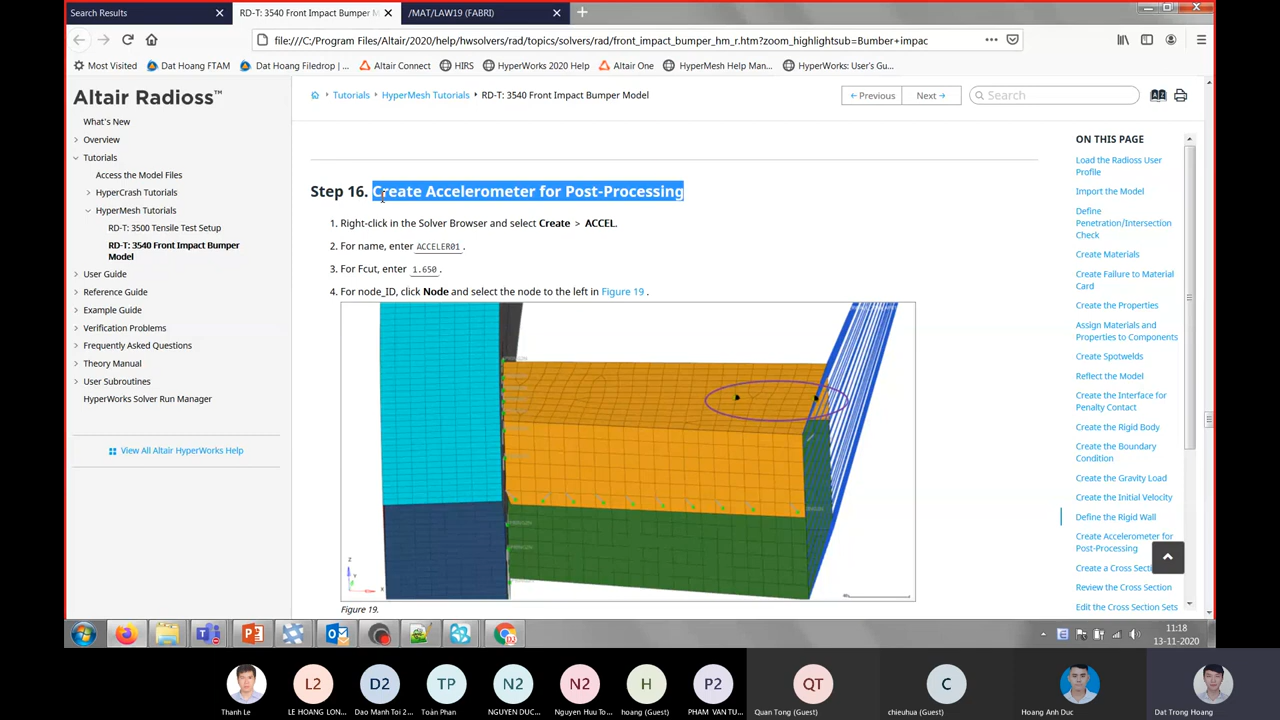 Search Results
RD-T: 3540 Front Impact Bumper M
/MAT/LAW19 (FABRI)
file:///C:/Program Files/Altair/2020/help/hwsolvers/rad/topics/solvers/rad/front_impact_bumper_hm_r.htm?zoom_highlightsub=Bumber+impac
Most Visited
Dat Hoang FTAM
Dat Hoang Filedrop | ...
Altair Connect
HIRS
HyperWorks 2020 Help
Altair One
HyperMesh Help Man...
HyperWorks: User's Gu...
Altair Radioss™
What's New
Overview
Tutorials
Access the Model Files
HyperCrash Tutorials
HyperMesh Tutorials
RD-T: 3500 Tensile Test Setup
RD-T: 3540 Front Impact Bumper
Model
User Guide
Reference Guide
Example Guide
Verification Problems
Frequently Asked Questions
Theory Manual
User Subroutines
HyperWorks Solver Run Manager
View All Altair HyperWorks Help
Tutorials
HyperMesh Tutorials
RD-T: 3540 Front Impact Bumper Model
Previous
Next
Search
Step 16. Create Accelerometer for Post-Processing
1. Right-click in the Solver Browser and select Create > ACCEL.
2. For name, enter ACCELER01 .
3. For Fcut, enter 1.650 .
4. For node_ID, click Node and select the node to the left in Figure 19 .
Figure 19.
ON THIS PAGE
Load the Radioss User
Profile
Import the Model
Define
Penetration/Intersection
Check
Create Materials
Create Failure to Material
Card
Create the Properties
Assign Materials and
Properties to Components
Create Spotwelds
Reflect the Model
Create the Interface for
Penalty Contact
Create the Rigid Body
Create the Boundary
Condition
Create the Gravity Load
Create the Initial Velocity
Define the Rigid Wall
Create Accelerometer for
Post-Processing
Create a Cross Secti
Review the Cross Section
Edit the Cross Section Sets
11:18
13-11-2020
L2
D2
TP
N2
N2
H
P2
QT
C
Thanh Le
LE HOANG LON...
Dao Manh Toi 2...
Toán Phan
NGUYEN DUC...
Nguyen Huu To...
hoang (Guest)
PHAM VAN TU...
Quan Tong (Guest)
chieuhua (Guest)
Hoang Anh Duc
Dat Trong Hoang